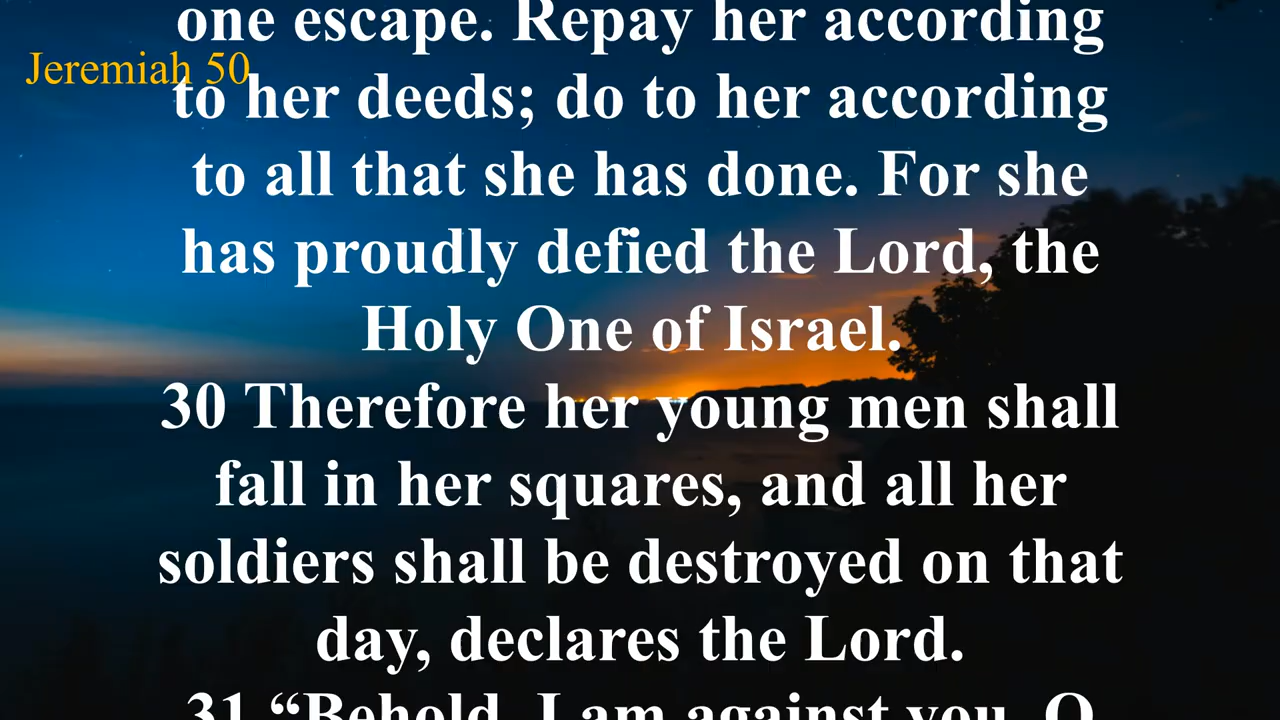 one escape. Repay her according
Jeremiah 50
to her deeds; do to her according
to all that she has done. For she
has proudly defied the Lord, the
Holy One of Israel.
30 Therefore her young men shall
fall in her squares, and all her
soldiers shall be destroyed on that
day, declares the Lord.
31 “Behold, I am against you, O